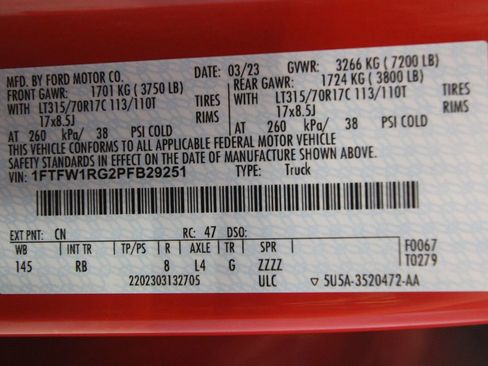 MFD. BY FORD MOTOR CO.
DATE: 03/23 GVWR: 3266 KG ( 7200 LB)
FRONT GAWR: 1701 KG ( 3750 LB) REAR GAWR: 1724 KG ( 3800 LB)
WITH LT315/70R17C 113/110T TIRES WITH LT315/70R17C 113/110T TIRES
17x8.5J RIMS 17x8.5J RIMS
AT 260 kPa/ 38 PSI COLD AT 260 kPa/ 38 PSI COLD
THIS VEHICLE CONFORMS TO ALL APPLICABLE FEDERAL MOTOR VEHICLE
SAFETY STANDARDS IN EFFECT ON THE DATE OF MANUFACTURE SHOWN ABOVE.
VIN: 1FTFW1RG2PFB29251 TYPE: Truck
EXT PNT: CN RC: 47 DSO:
WB INT TR TP/PS R AXLE TR SPR F0067
145 RB 8 L4 G ZZZZ T0279
2202303132705 ULC ▽ 5U5A-3520472-AA